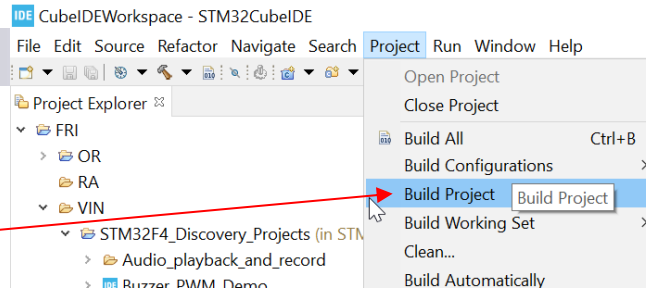 IDE CubeIDEWorkspace - STM32CubeIDE
File Edit Source Refactor Navigate Search Project Run Window Help
Project Explorer
FRI
OR
RA
VIN
STM32F4_Discovery_Projects (in STM
Audio_playback_and_record
IDE Buzzer_PWM_Demo
Open Project
Close Project
Build All Ctrl+B
Build Configurations
Build Project
Build Project
Build Working Set
Clean...
Build Automatically